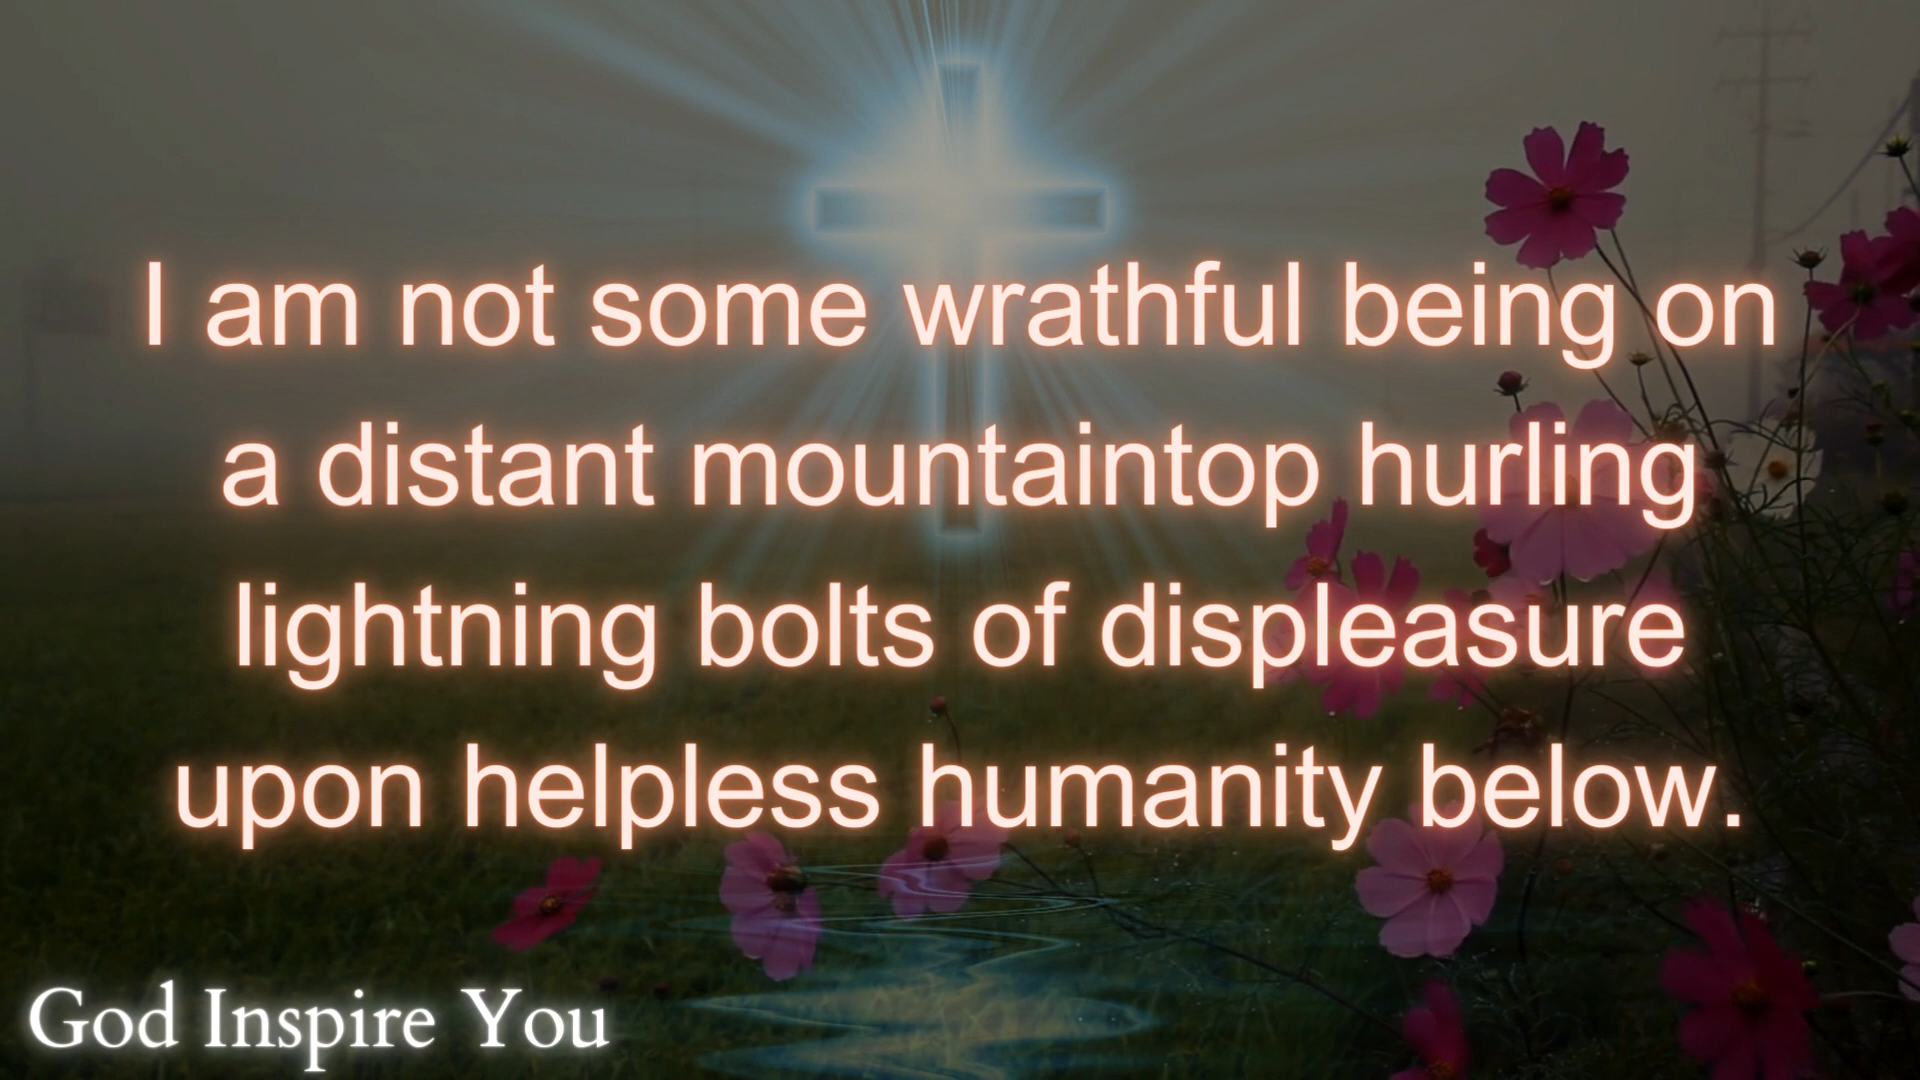 I am not some wrathful being on
a distant mountaintop hurling
lightning bolts of displeasure
upon helpless humanity below.
God Inspire You